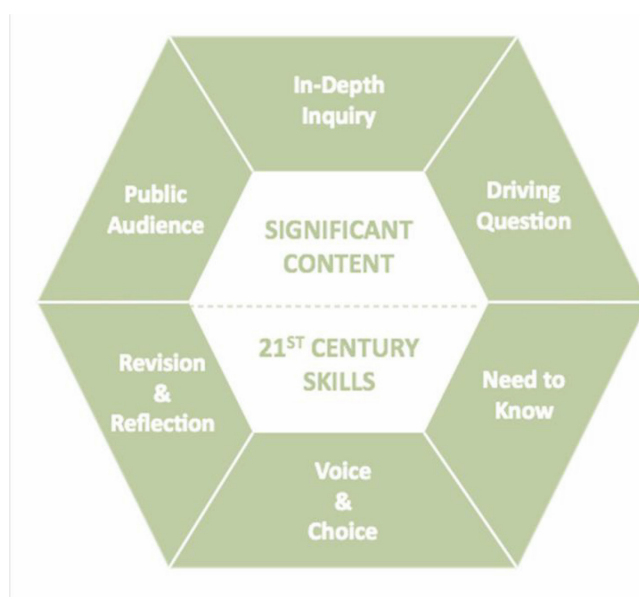 In-Depth
Inquiry
Public
Audience
Driving
Question
SIGNIFICANT
CONTENT
21ST CENTURY
SKILLS
Revision
&
Reflection
Need to
Know
Voice
&
Choice